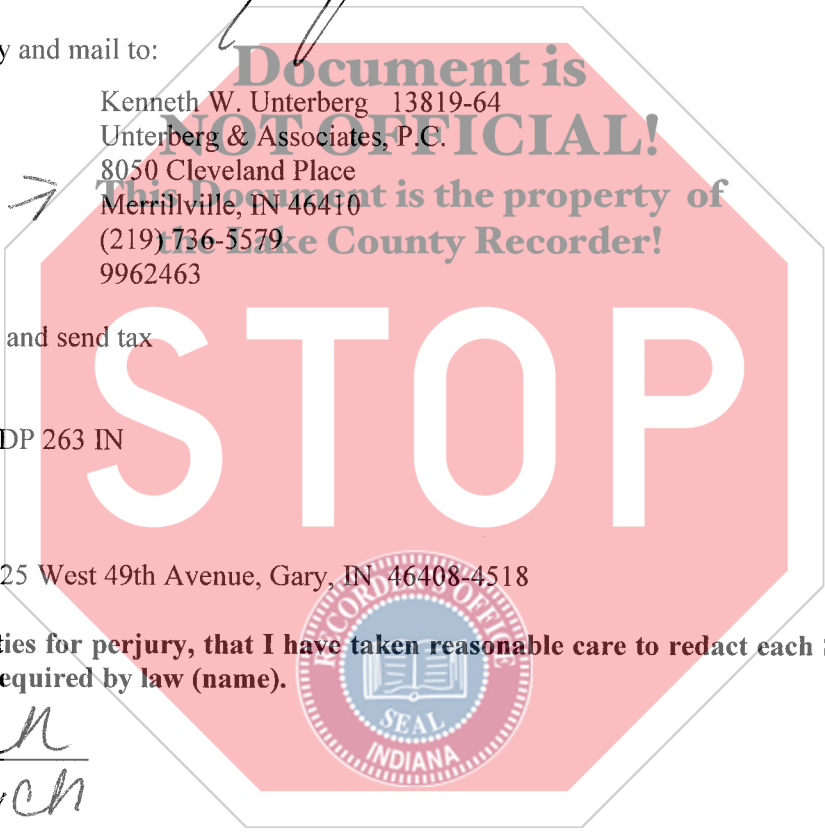 y and mail to:
Document is
Kenneth W. Unterberg 13819-64
Unterberg & Associates, P.C.
NOT OFFICIAL!
8050 Cleveland Place
This Document is the property of
Merrillville, IN 46410
(219) 736-5579
the Lake County Recorder!
9962463
and send tax
STOP
DP 263 IN
25 West 49th Avenue, Gary, IN 46408-4518
RECORDER'S OFFICE
ties for perjury, that I have taken reasonable care to redact each
equired by law (name).
SEAL
INDIANA